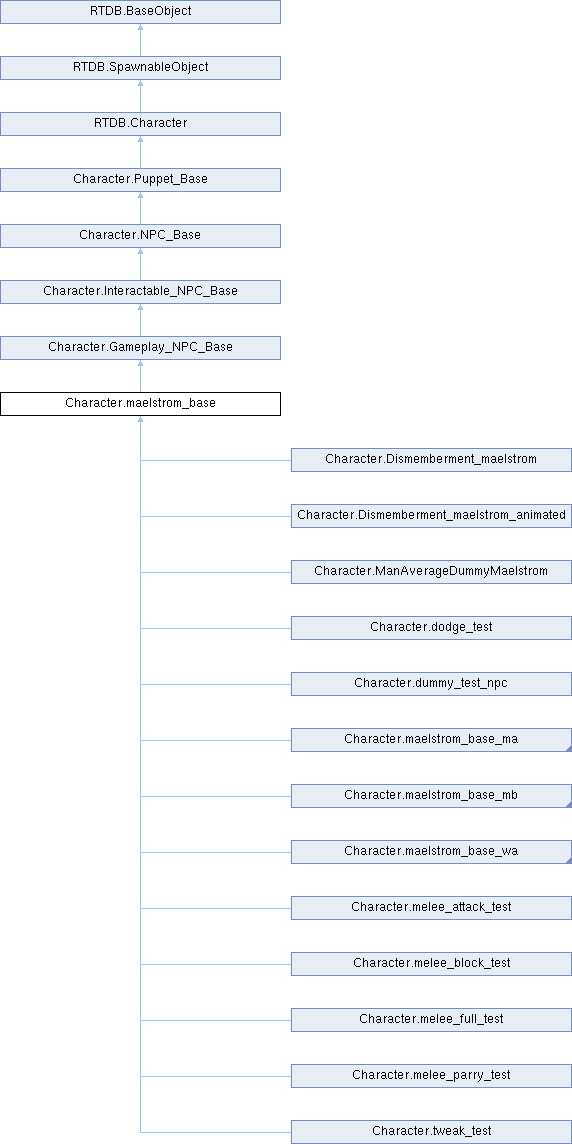 RTDB.BaseObject
RTDB.SpawnableObject
RTDB.Character
Character.Puppet_Base
Character.NPC_Base
Character.Interactable_NPC_Base
Character.Gameplay_NPC_Base
Character.maelstrom_base
Character.Dismemberment_maelstrom
Character.Dismemberment_maelstrom_animated
Character.ManAverageDummyMaelstrom
Character.dodge_test
Character.dummy_test_npc
Character.maelstrom_base_ma
Character.maelstrom_base_mb
Character.maelstrom_base_wa
Character.melee_attack_test
Character.melee_block_test
Character.melee_full_test
Character.melee_parry_test
Character.tweak_test